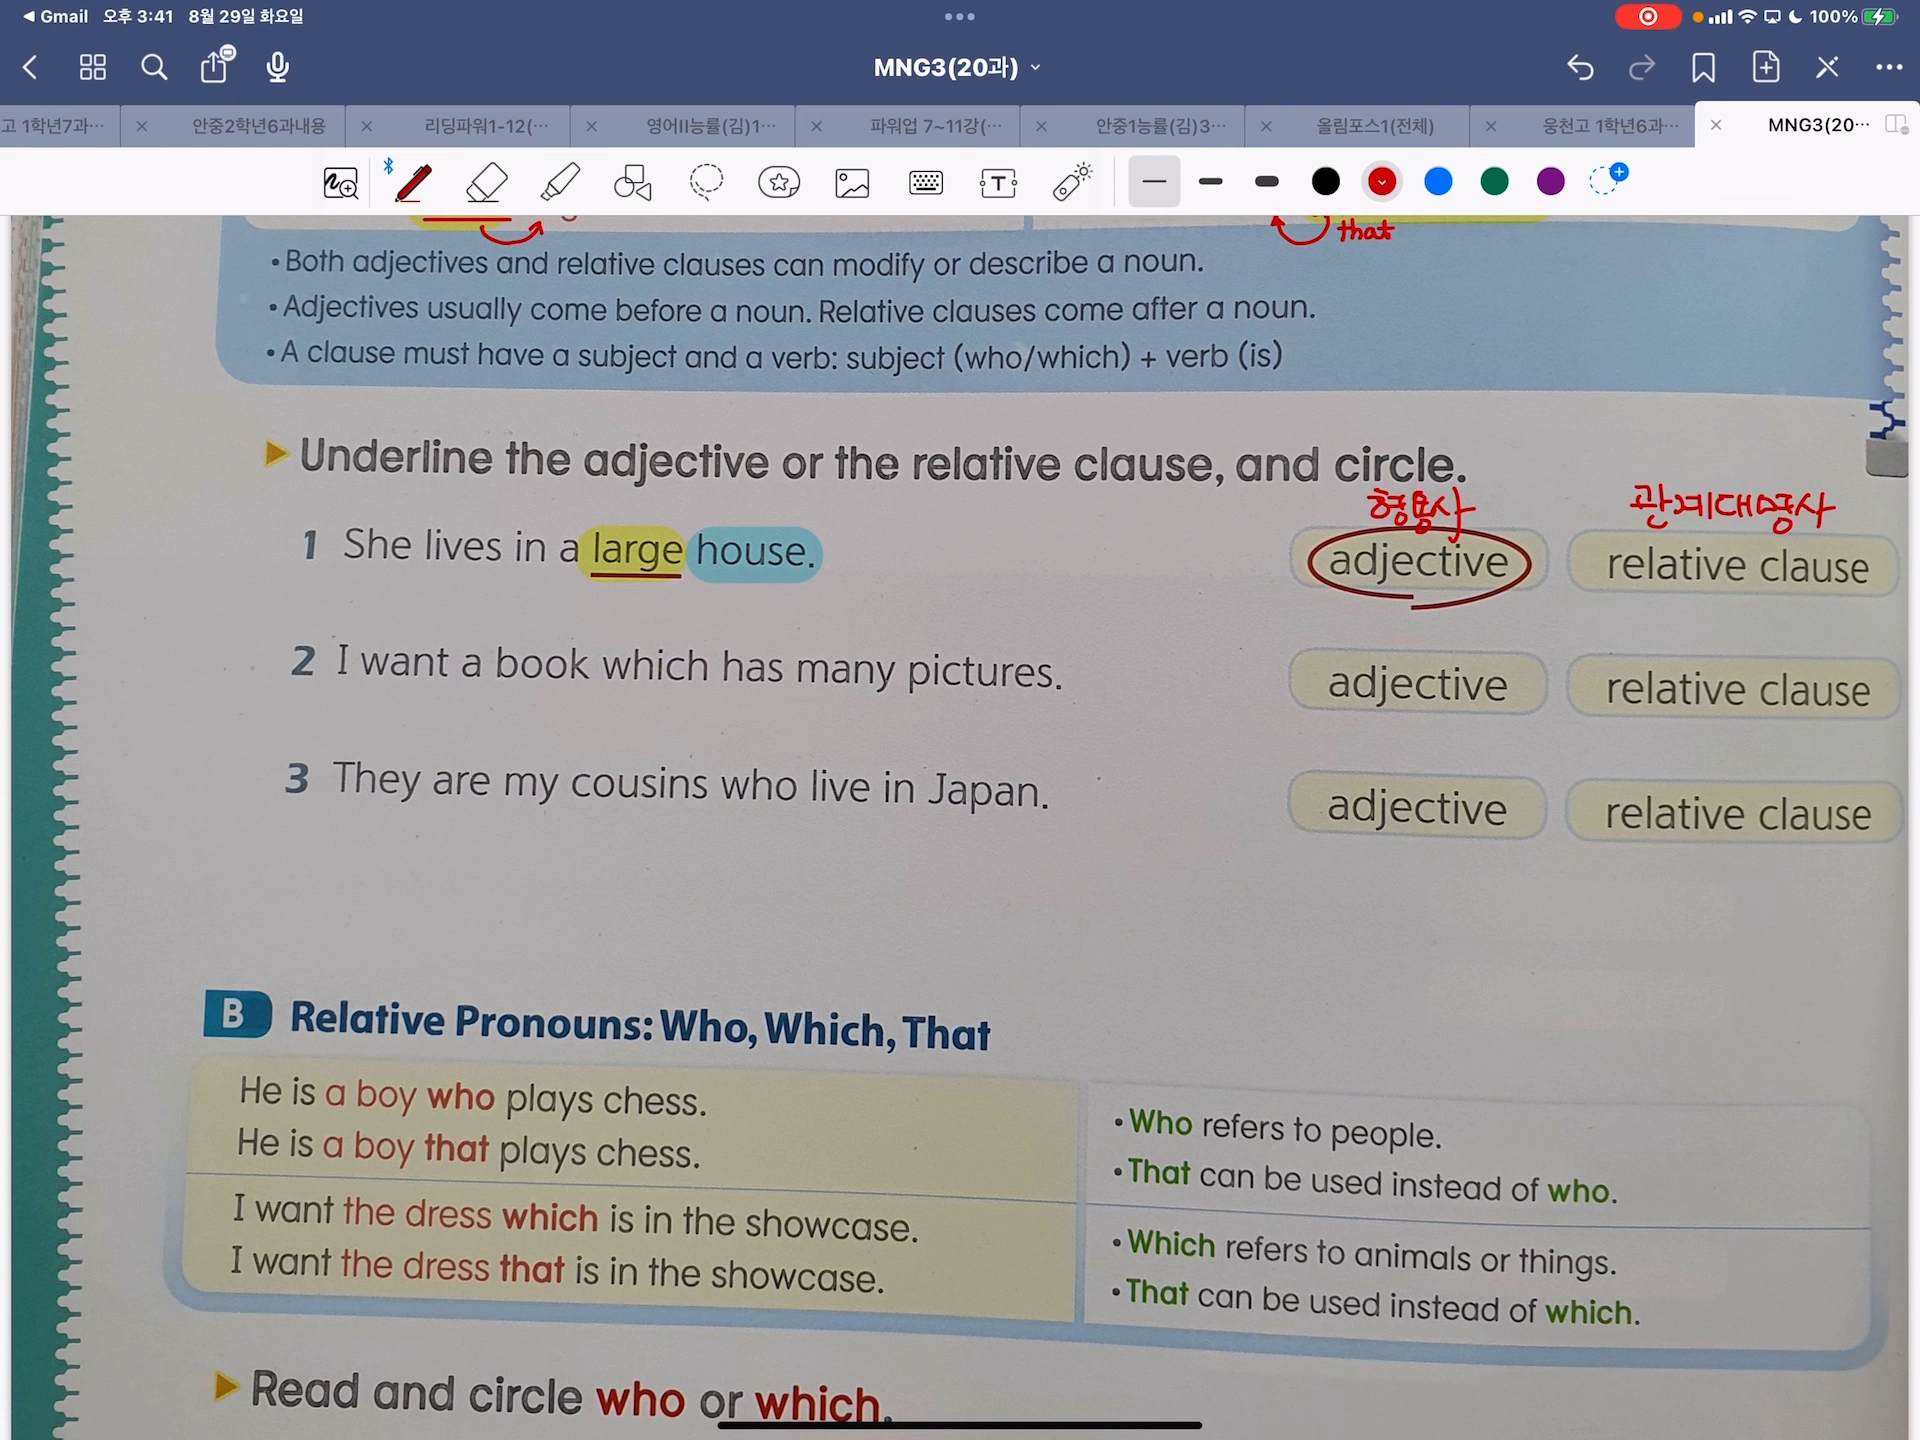 Gmail 오후 3:41 8월 29일 화요일
100%
MNG3(20과)
고 1학년7과…
안중2학년6과내용
리딩파워1-12(…
영어II능률(김)1…
파워업 7~11강(…
안중1능률(김)3…
올림포스1(전체)
웅천고 1학년6과…
MNG3(20…
that
•Both adjectives and relative clauses can modify or describe a noun.
•Adjectives usually come before a noun. Relative clauses come after a noun.
•A clause must have a subject and a verb: subject (who/which) + verb (is)
Underline the adjective or the relative clause, and circle.
형용사 관계대명사
1 She lives in a large house. adjective relative clause
2 I want a book which has many pictures. adjective relative clause
3 They are my cousins who live in Japan. adjective relative clause
B Relative Pronouns: Who, Which, That
He is a boy who plays chess.
He is a boy that plays chess.
•Who refers to people.
•That can be used instead of who.
I want the dress which is in the showcase.
I want the dress that is in the showcase.
•Which refers to animals or things.
•That can be used instead of which.
Read and circle who or which.